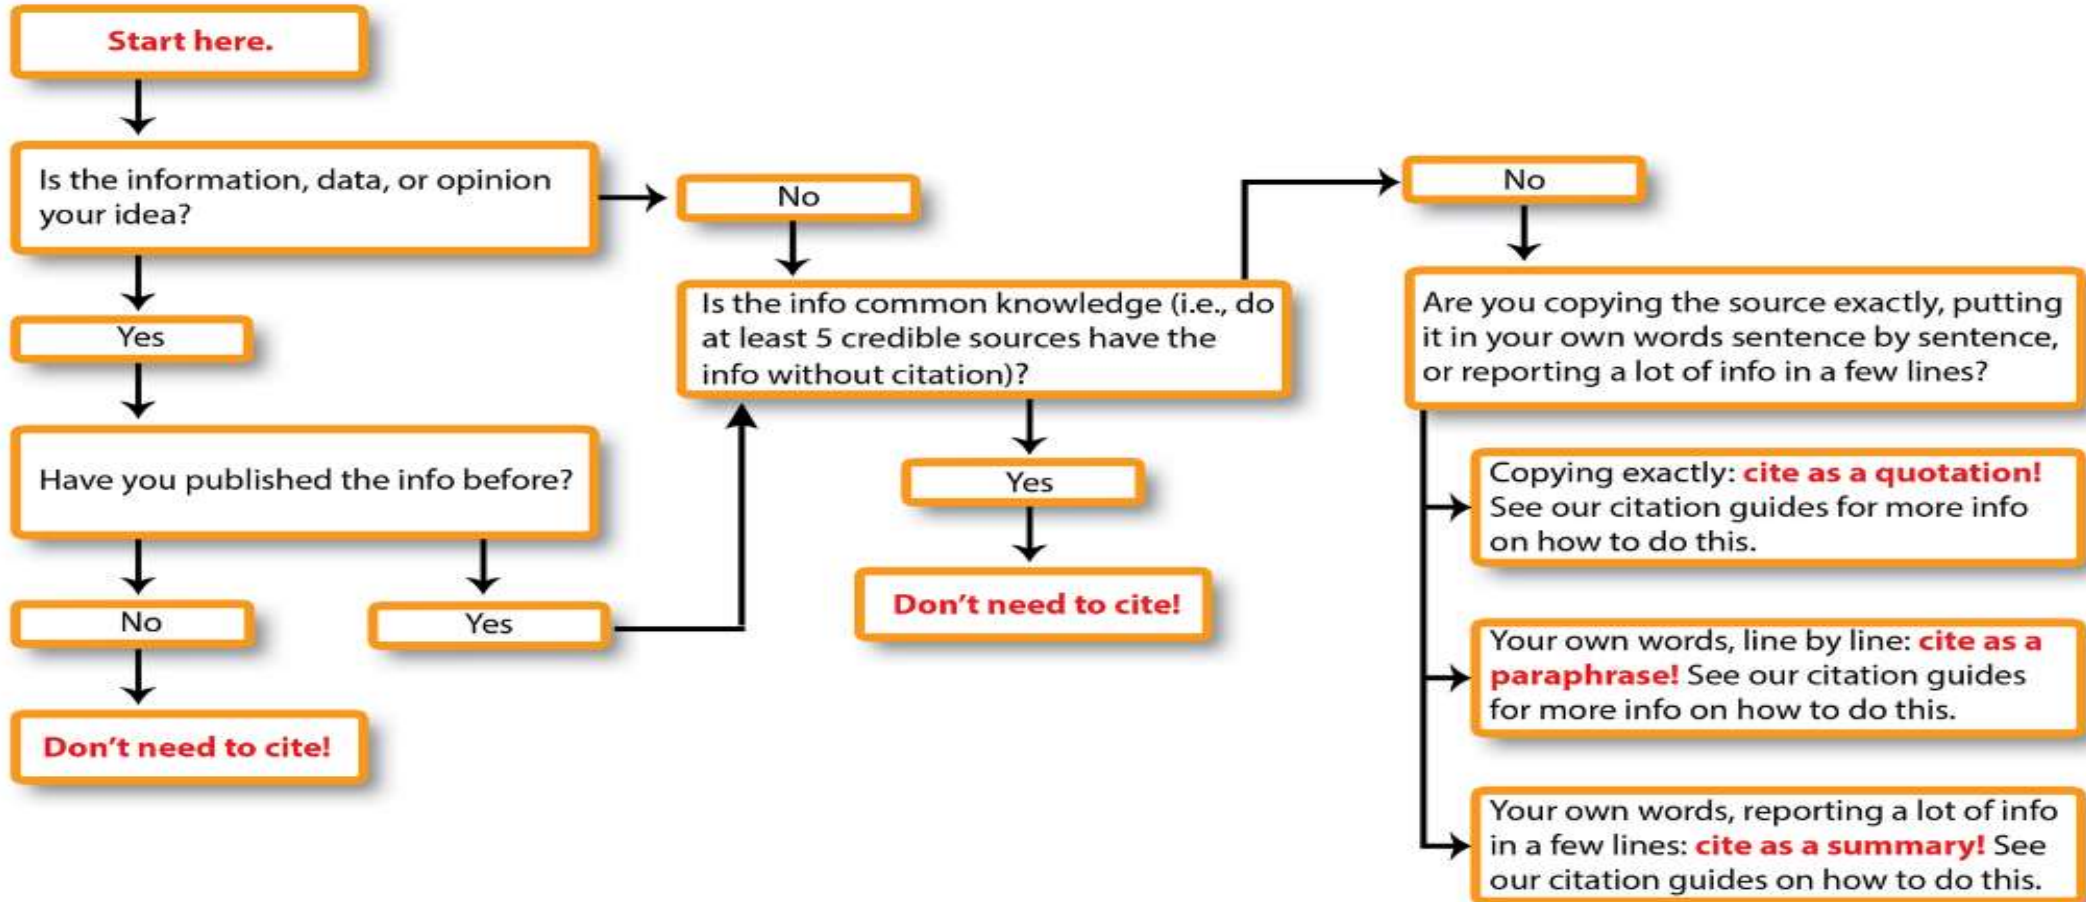 Start here.
Is the information, data, or opinion
your idea?
Yes
Have you published the info before?
No
Don't need to cite!
Yes
No
Is the info common knowledge (i.e., do
at least 5 credible sources have the
info without citation)?
Yes
Don't need to cite!
No
Are you copying the source exactly, putting
it in your own words sentence by sentence,
or reporting a lot of info in a few lines?
Copying exactly: cite as a quotation!
See our citation guides for more info
on how to do this.
Your own words, line by line: cite as a
paraphrase! See our citation guides
for more info on how to do this.
Your own words, reporting a lot of info
in a few lines: cite as a summary! See
our citation guides on how to do this.